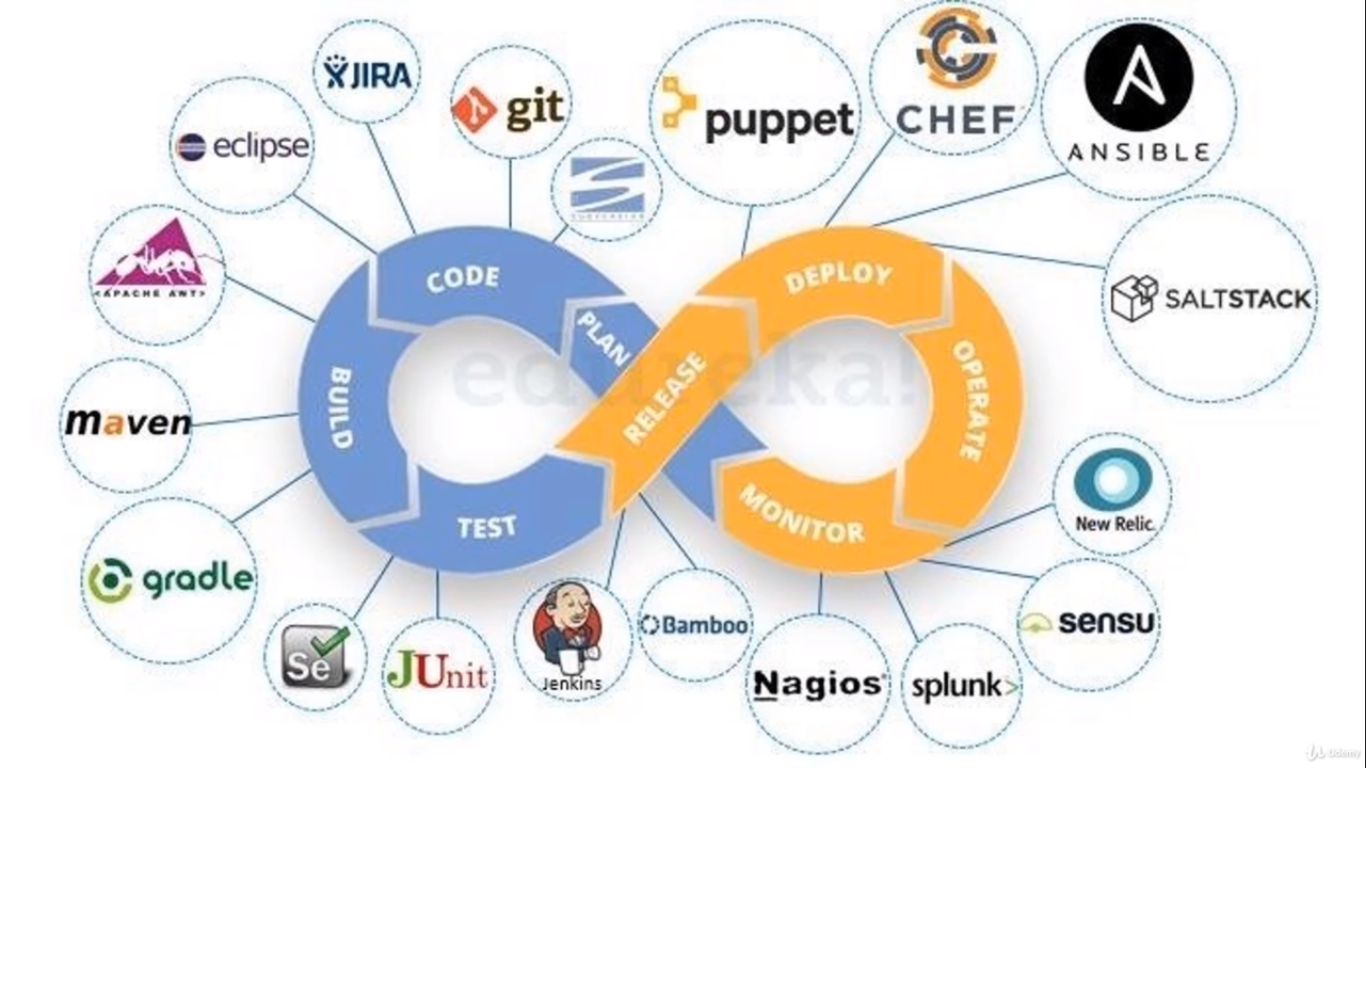 JIRA
git
eclipse
SUBVERSION
puppet
CHEF
ANSIBLE
<APACHE ANT>
SALTSTACK
CODE
PLAN
BUILD
TEST
RELEASE
DEPLOY
OPERATE
MONITOR
edureka!
maven
gradle
Se
JUnit
Jenkins
Bamboo
Nagios
splunk>
sensu
New Relic.
Udemy